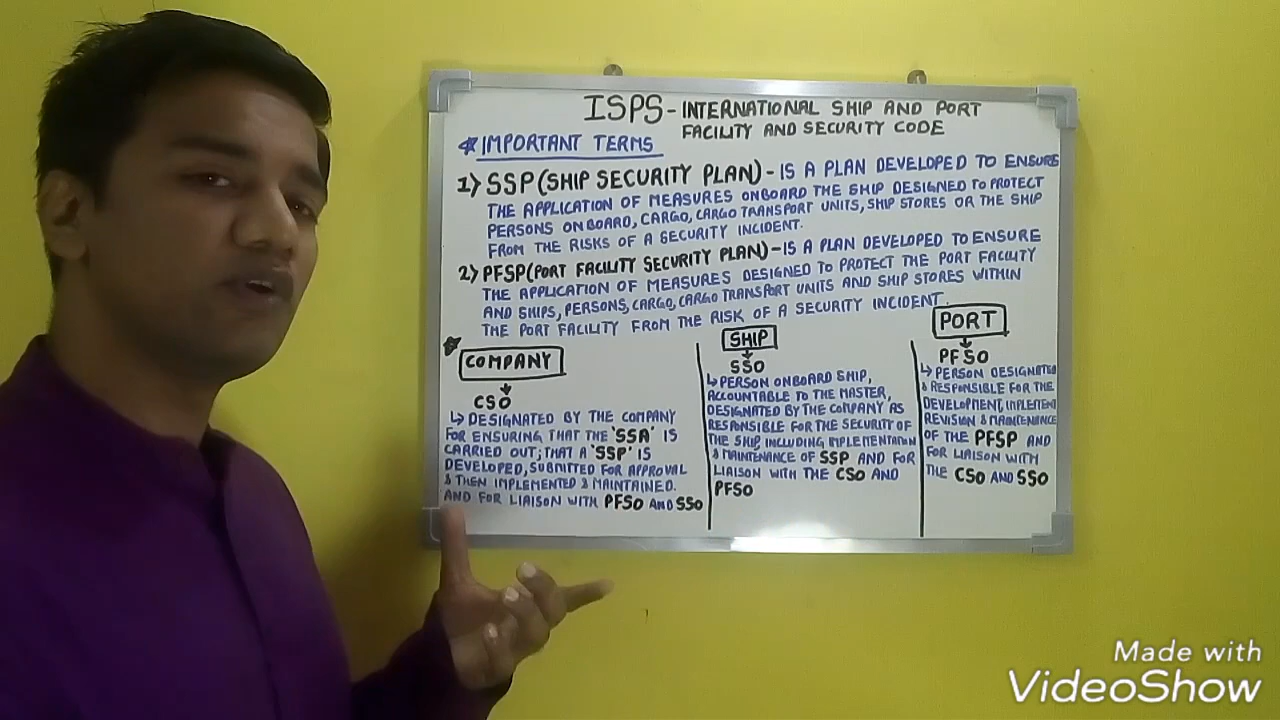 ISPS - INTERNATIONAL SHIP AND PORT
FACILITY AND SECURITY CODE
* IMPORTANT TERMS
1) SSP (SHIP SECURITY PLAN) - IS A PLAN DEVELOPED TO ENSURE
THE APPLICATION OF MEASURES ONBOARD THE SHIP DESIGNED TO PROTECT
PERSONS ON BOARD, CARGO, CARGO TRANSPORT UNITS, SHIP STORES OR THE SHIP
FROM THE RISKS OF A SECURITY INCIDENT.
2) PFSP (PORT FACILITY SECURITY PLAN) - IS A PLAN DEVELOPED TO ENSURE
THE APPLICATION OF MEASURES DESIGNED TO PROTECT THE PORT FACILITY
AND SHIPS, PERSONS, CARGO, CARGO TRANSPORT UNITS AND SHIP STORES WITHIN
THE PORT FACILITY FROM THE RISK OF A SECURITY INCIDENT.
COMPANY
CSO
↳ DESIGNATED BY THE COMPANY
FOR ENSURING THAT THE 'SSA' IS
CARRIED OUT; THAT A 'SSP' IS
DEVELOPED, SUBMITTED FOR APPROVAL
& THEN IMPLEMENTED & MAINTAINED.
AND FOR LIAISON WITH PFSO AND SSO
SHIP
SSO
↳ PERSON ONBOARD SHIP,
ACCOUNTABLE TO THE MASTER,
DESIGNATED BY THE COMPANY AS
RESPONSIBLE FOR THE SECURITY OF
THE SHIP INCLUDING IMPLEMENTATION
& MAINTENANCE OF SSP AND FOR
LIAISON WITH THE CSO AND
PFSO
PORT
PFSO
↳ PERSON DESIGNATED
& RESPONSIBLE FOR THE
DEVELOPMENT, IMPLEMENT
REVISION & MAINTENANCE
OF THE PFSP AND
FOR LIAISON WITH
THE CSO AND SSO
Made with
VideoShow